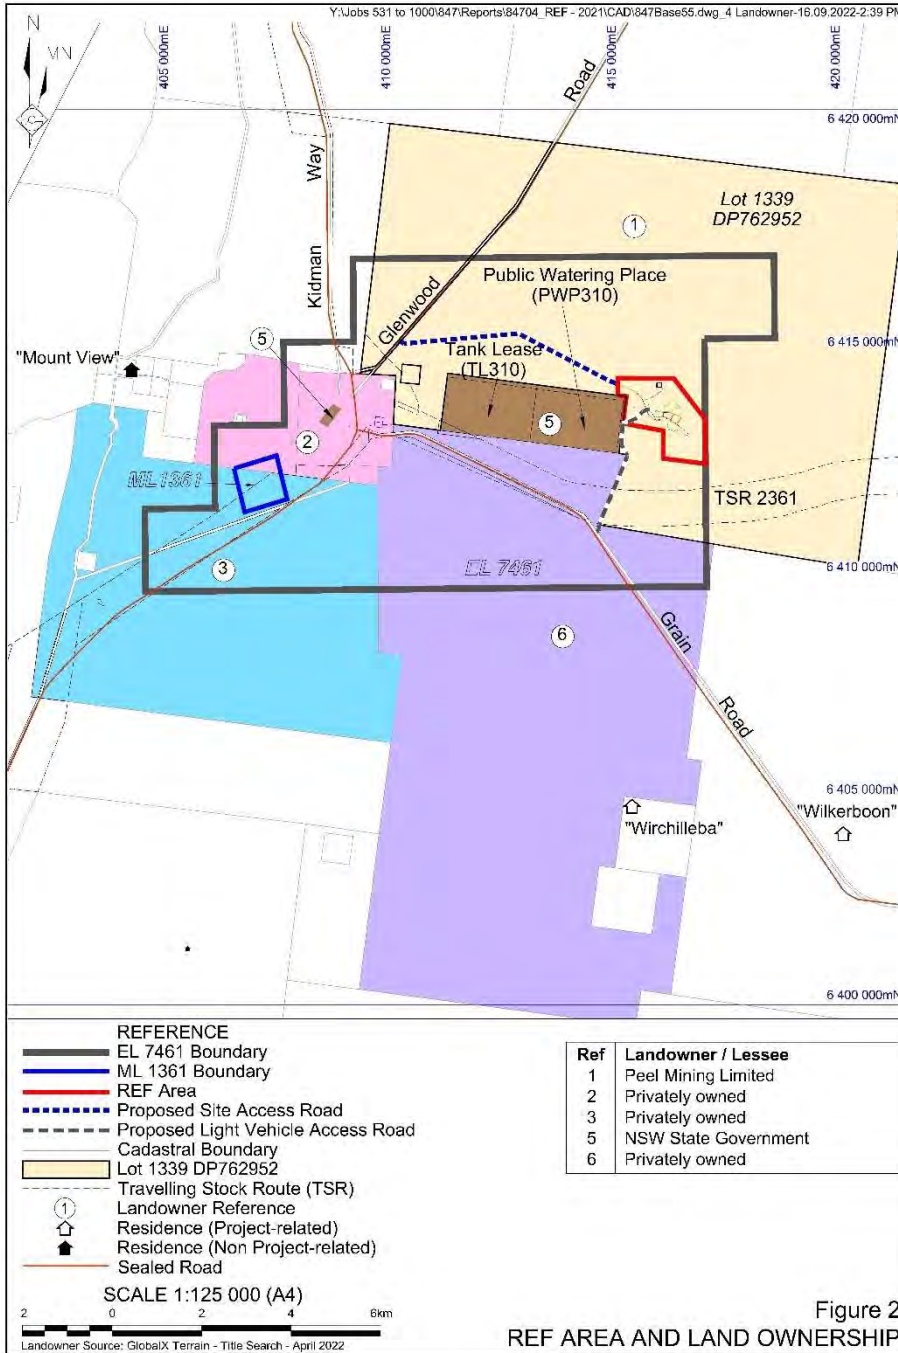 Y:\Jobs 531 to 1000\847\Reports\84704_REF - 2021\CAD\847Base55.dwg_4 Landowner-16.09.2022-2:39 PM
N
MN
G
405 000mE
410 000mE
415 000mE
420 000mE
6 420 000mN
Road
Way
Kidman
Lot 1339
DP762952
1
Public Watering Place
(PWP310)
Glenwood
5
6 415 000mN
"Mount View"
Tank Lease
(TL310)
5
2
ML1361
TSR 2361
3
EL 7461
6 410 000mN
6
Grain
Road
6 405 000mN
"Wilkerboon"
"Wirchilleba"
6 400 000mN
REFERENCE
EL 7461 Boundary
ML 1361 Boundary
REF Area
Proposed Site Access Road
Proposed Light Vehicle Access Road
Cadastral Boundary
Lot 1339 DP762952
Travelling Stock Route (TSR)
1 Landowner Reference
Residence (Project-related)
Residence (Non Project-related)
Sealed Road
Ref Landowner / Lessee
1 Peel Mining Limited
2 Privately owned
3 Privately owned
5 NSW State Government
6 Privately owned
SCALE 1:125 000 (A4)
2 0 2 4 6km
Landowner Source: GlobalX Terrain - Title Search - April 2022
Figure 2
REF AREA AND LAND OWNERSHIP